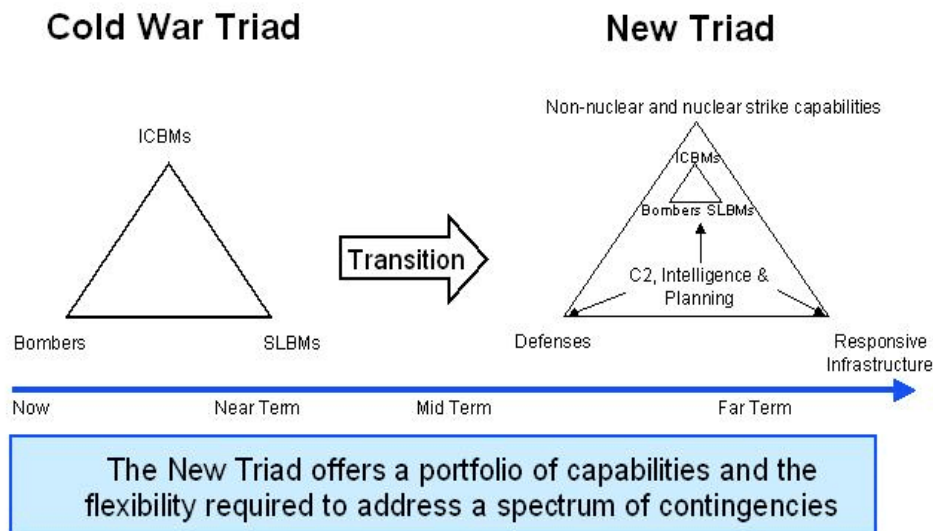 Cold War Triad
New Triad
ICBMs
Bombers
SLBMs
Transition
Non-nuclear and nuclear strike capabilities
ICBMs
Bombers SLBMs
C2, Intelligence &
Planning
Defenses
Responsive
Infrastructure
Now
Near Term
Mid Term
Far Term
The New Triad offers a portfolio of capabilities and the
flexibility required to address a spectrum of contingencies